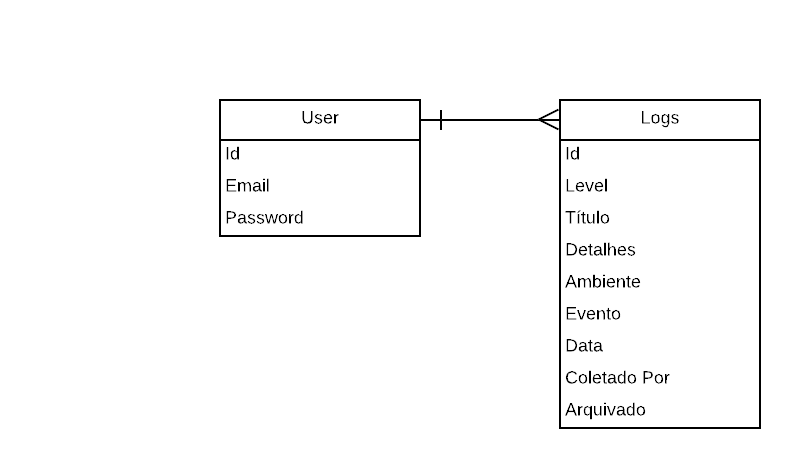 User
Id
Email
Password
Logs
Id
Level
Título
Detalhes
Ambiente
Evento
Data
Coletado Por
Arquivado